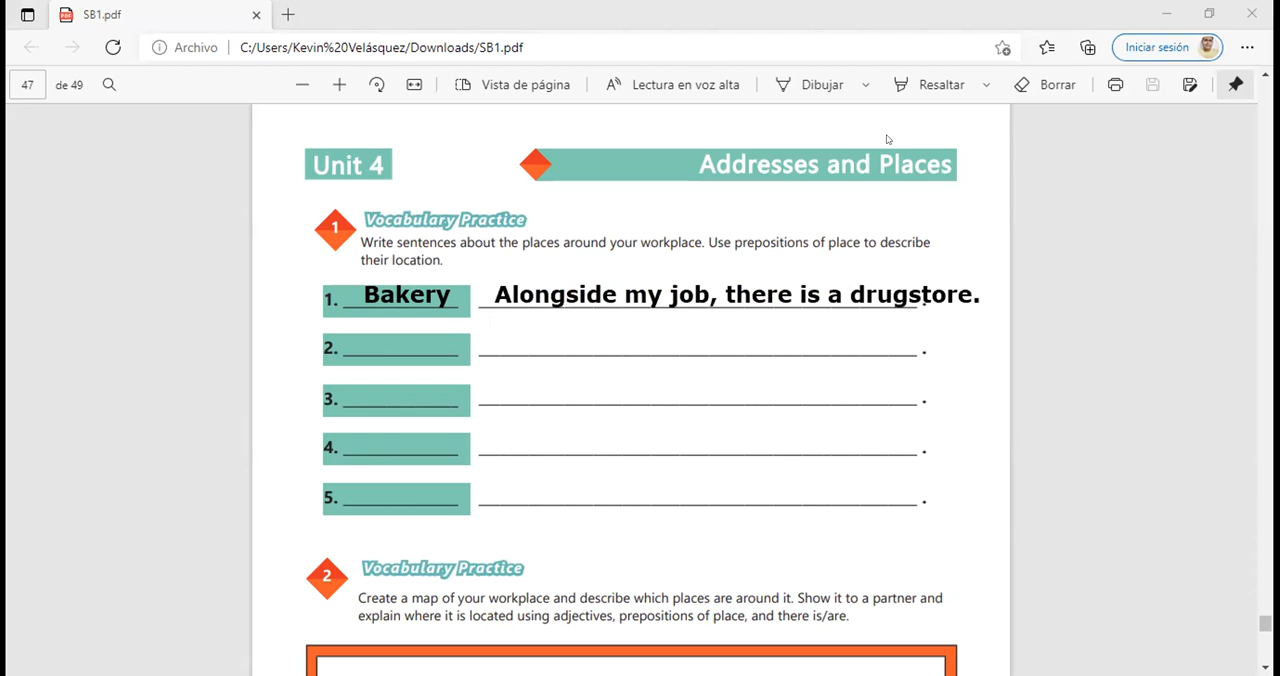 SB1.pdf
Archivo C:/Users/Kevin%20Velásquez/Downloads/SB1.pdf Iniciar sesión
47 de 49 Vista de página Lectura en voz alta Dibujar Resaltar Borrar
Unit 4 Addresses and Places
1 Vocabulary Practice
Write sentences about the places around your workplace. Use prepositions of place to describe
their location.
1. Bakery Alongside my job, there is a drugstore.
2. ________________ .
3. ________________ .
4. ________________ .
5. ________________ .
2 Vocabulary Practice
Create a map of your workplace and describe which places are around it. Show it to a partner and
explain where it is located using adjectives, prepositions of place, and there is/are.